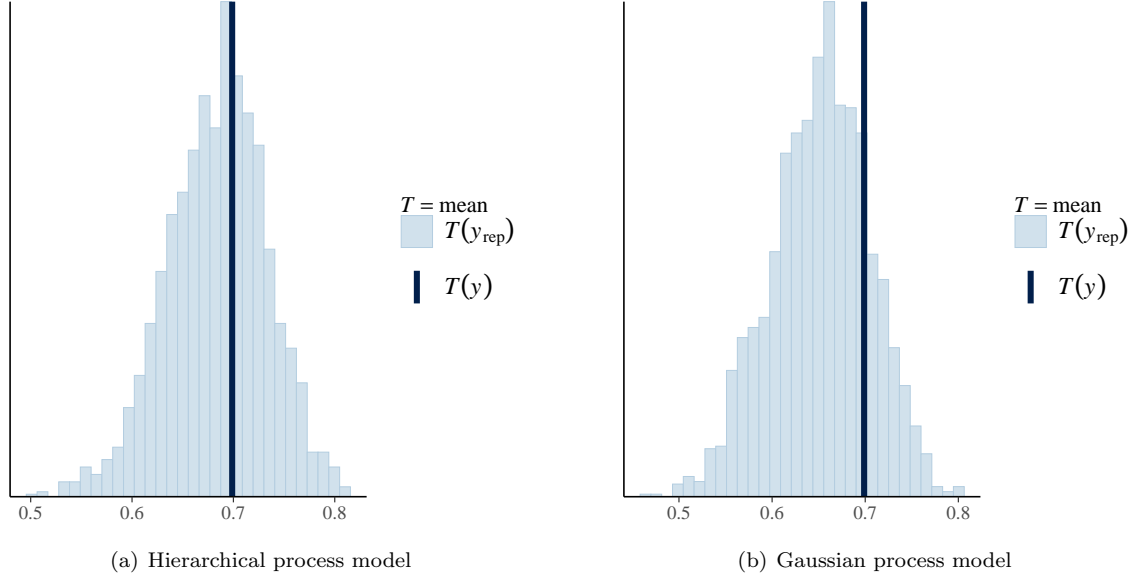 T = mean
T(y_rep)
T(y)
0.5 0.6 0.7 0.8
(a) Hierarchical process model
T = mean
T(y_rep)
T(y)
0.5 0.6 0.7 0.8
(b) Gaussian process model